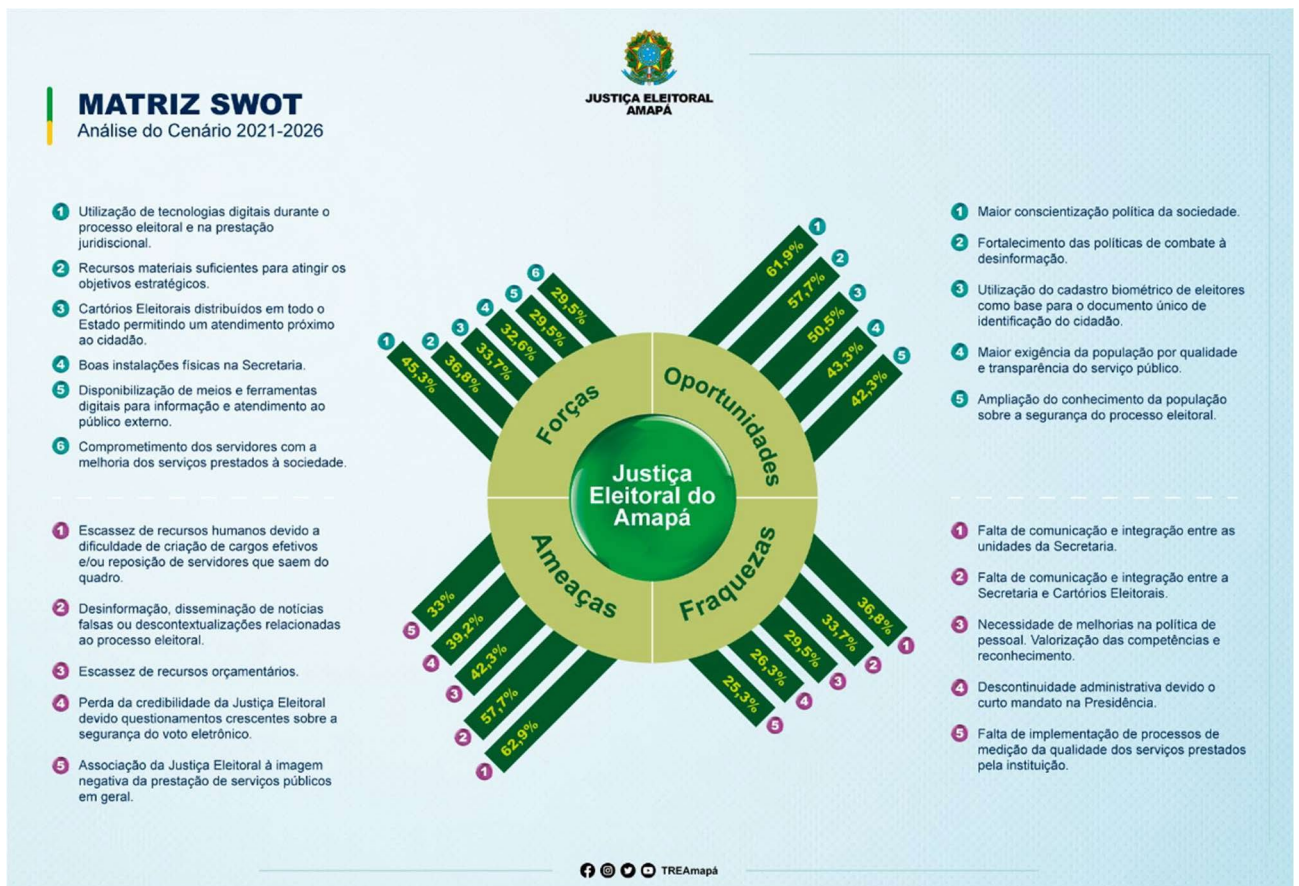 JUSTIÇA ELEITORAL
AMAPÁ
MATRIZ SWOT
Análise do Cenário 2021-2026
1 Utilização de tecnologias digitais durante o
processo eleitoral e na prestação
juridiscional.
2 Recursos materiais suficientes para atingir os
objetivos estratégicos.
3 Cartórios Eleitorais distribuídos em todo o
Estado permitindo um atendimento próximo
ao cidadão.
4 Boas instalações físicas na Secretaria.
5 Disponibilização de meios e ferramentas
digitais para informação e atendimento ao
público externo.
6 Comprometimento dos servidores com a
melhoria dos serviços prestados à sociedade.
1 45,3%
2 36,8%
3 33,7%
4 32,6%
5 29,5%
6 29,5%
Forças
1 61,9%
2 57,7%
3 50,5%
4 43,3%
5 42,3%
Oportunidades
1 Maior conscientização política da sociedade.
2 Fortalecimento das políticas de combate à
desinformação.
3 Utilização do cadastro biométrico de eleitores
como base para o documento único de
identificação do cidadão.
4 Maior exigência da população por qualidade
e transparência do serviço público.
5 Ampliação do conhecimento da população
sobre a segurança do processo eleitoral.
Justiça
Eleitoral do
Amapá
1 Escassez de recursos humanos devido a
dificuldade de criação de cargos efetivos
e/ou reposição de servidores que saem do
quadro.
2 Desinformação, disseminação de notícias
falsas ou descontextualizações relacionadas
ao processo eleitoral.
3 Escassez de recursos orçamentários.
4 Perda da credibilidade da Justiça Eleitoral
devido questionamentos crescentes sobre a
segurança do voto eletrônico.
5 Associação da Justiça Eleitoral à imagem
negativa da prestação de serviços públicos
em geral.
Ameaças
33% 5
39,2% 4
42,3% 3
57,7% 2
62,9% 1
Fraquezas
36,8% 1
33,7% 2
29,5% 3
26,3% 4
25,3% 5
1 Falta de comunicação e integração entre as
unidades da Secretaria.
2 Falta de comunicação e integração entre a
Secretaria e Cartórios Eleitorais.
3 Necessidade de melhorias na política de
pessoal. Valorização das competências e
reconhecimento.
4 Descontinuidade administrativa devido o
curto mandato na Presidência.
5 Falta de implementação de processos de
medição da qualidade dos serviços prestados
pela instituição.
TREAmapá